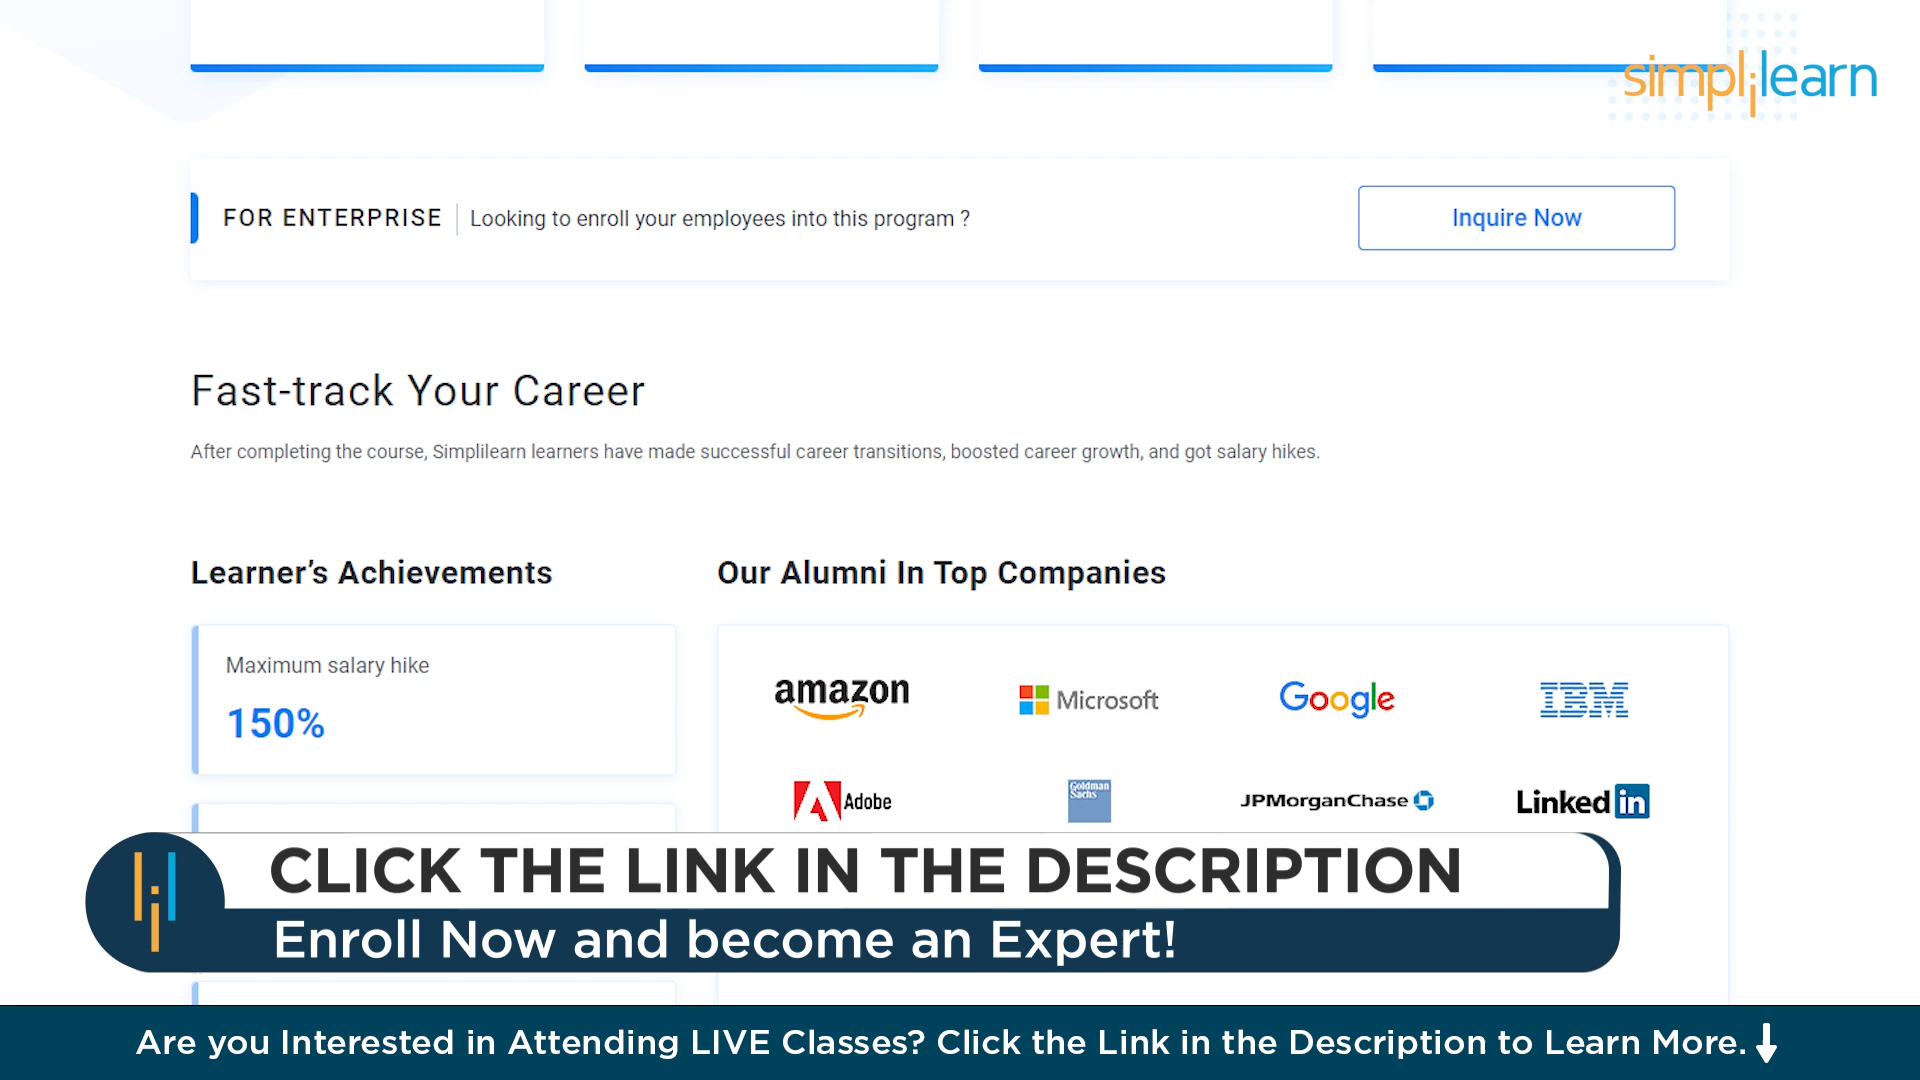 simplilearn
FOR ENTERPRISE
Looking to enroll your employees into this program ?
Inquire Now
Fast-track Your Career
After completing the course, Simplilearn learners have made successful career transitions, boosted career growth, and got salary hikes.
Learner’s Achievements
Our Alumni In Top Companies
Maximum salary hike
150%
amazon
Microsoft
Google
IBM
Adobe
Goldman
Sachs
JPMorganChase
Linked in
CLICK THE LINK IN THE DESCRIPTION
Enroll Now and become an Expert!
Are you Interested in Attending LIVE Classes? Click the Link in the Description to Learn More.